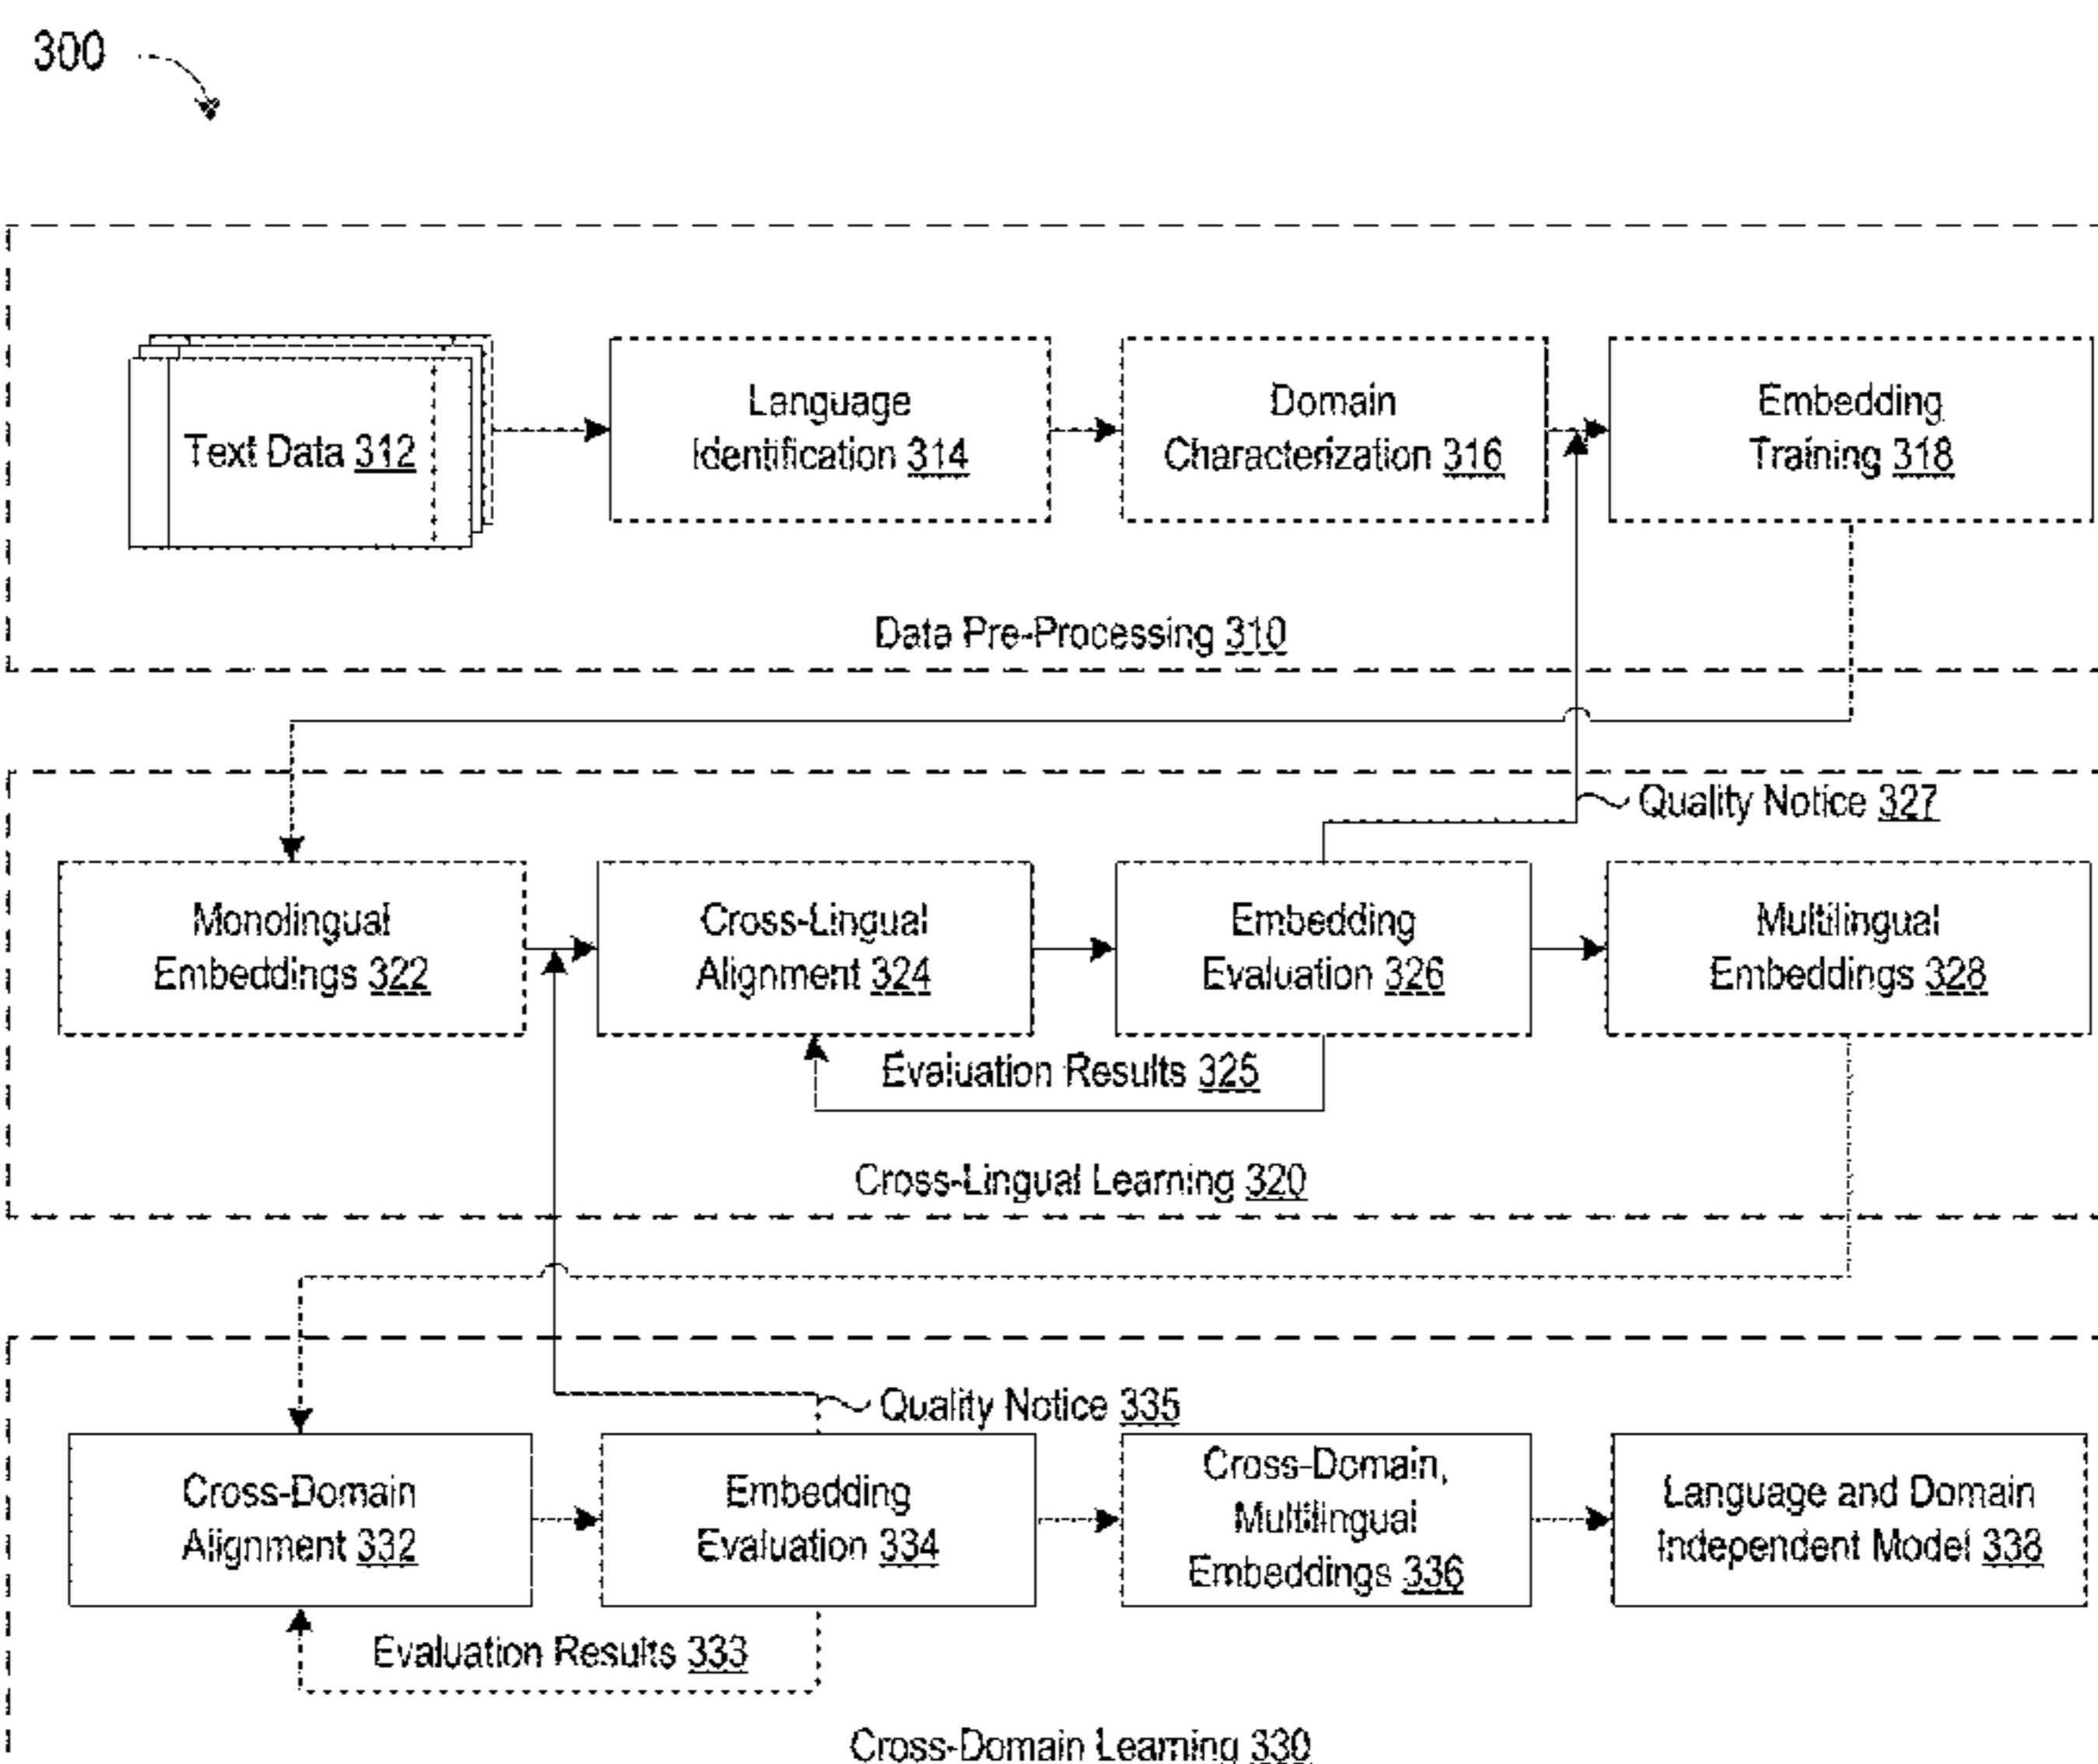 300
Text Data 312
Language
Identification 314
Domain
Characterization 316
Embedding
Training 318
Data Pre-Processing 310
Quality Notice 327
Monolingual
Embeddings 322
Cross-Lingual
Alignment 324
Embedding
Evaluation 326
Multilingual
Embeddings 328
Evaluation Results 325
Cross-Lingual Learning 320
Quality Notice 335
Cross-Domain
Alignment 332
Embedding
Evaluation 334
Cross-Domain,
Multilingual
Embeddings 336
Language and Domain
Independent Model 338
Evaluation Results 333
Cross-Domain Learning 330